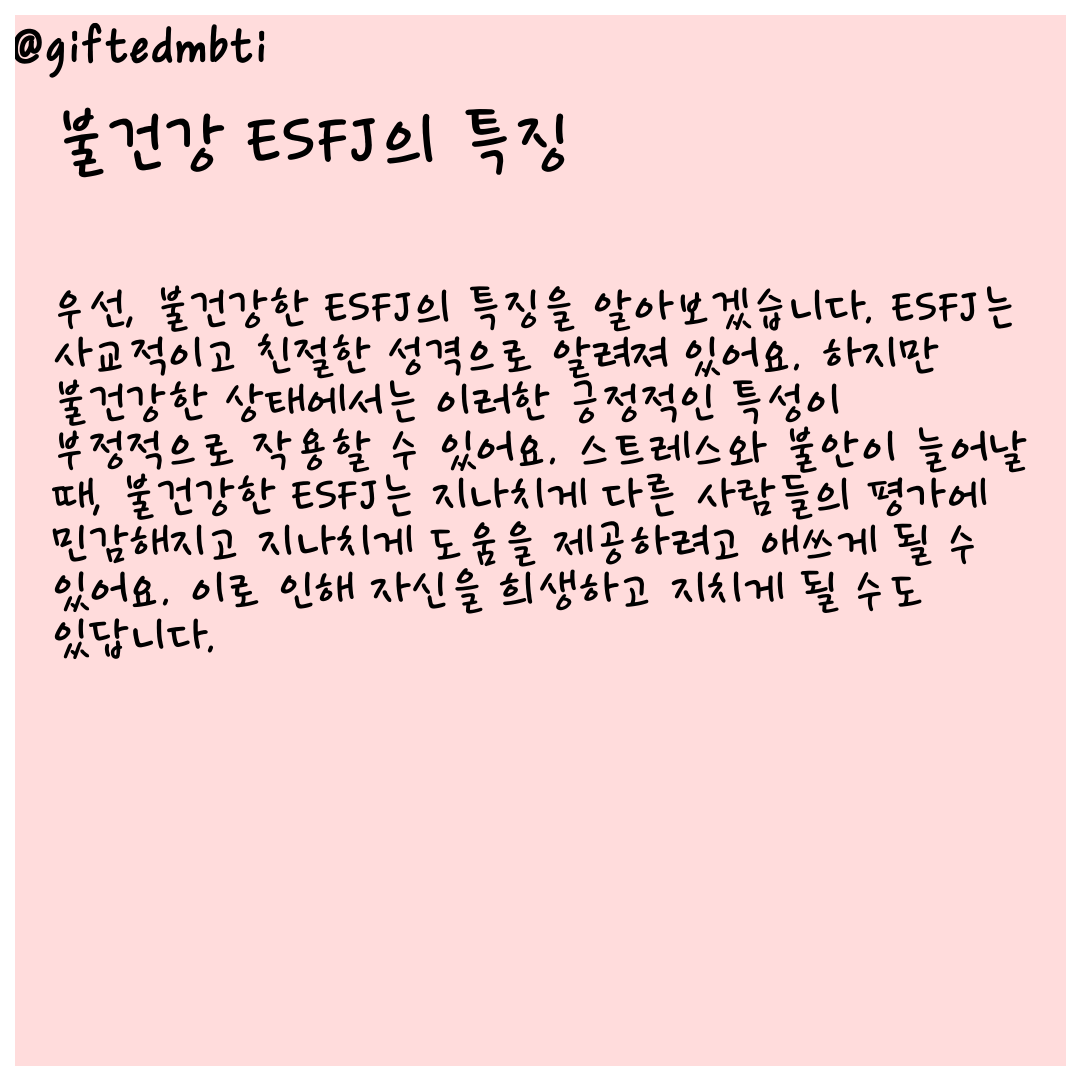 @giftedmbti
불건강 ESFJ의 특징
우선, 불건강한 ESFJ의 특징을 알아보겠습니다. ESFJ는
사교적이고 친절한 성격으로 알려져 있어요. 하지만
불건강한 상태에서는 이러한 긍정적인 특성이
부정적으로 작용할 수 있어요. 스트레스와 불안이 늘어날
때, 불건강한 ESFJ는 지나치게 다른 사람들의 평가에
민감해지고 지나치게 도움을 제공하려고 애쓰게 될 수
있어요. 이로 인해 자신을 희생하고 지치게 될 수도
있답니다.